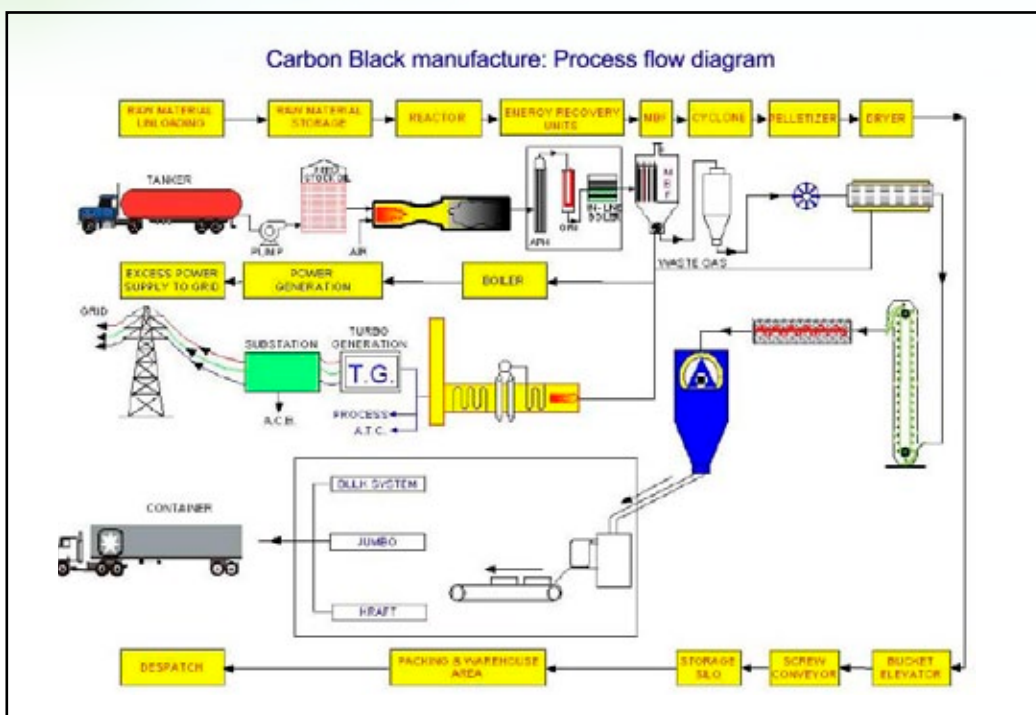 Carbon Black manufacture: Process flow diagram
RAW MATERIAL
UNLOADING
RAW MATERIAL
STORAGE
REACTOR
ENERGY RECOVERY
UNITS
MBF
CYCLONE
PELLETIZER
DRYER
TANKER
FEED
STOCK OIL
PUMP
AIR
APH
OPH
IN-LINE
BOILER
M
B
F
WASTE GAS
EXCESS POWER
SUPPLY TO GRID
POWER
GENERATION
BOILER
GRID
SUBSTATION
TURBO
GENERATION
T.G.
A.C.B.
PROCESS
A.T.C.
CONTAINER
BULK SYSTEM
JUMBO
KRAFT
DESPATCH
PACKING & WAREHOUSE
AREA
STORAGE
SILO
SCREW
CONVEYOR
BUCKET
ELEVATOR